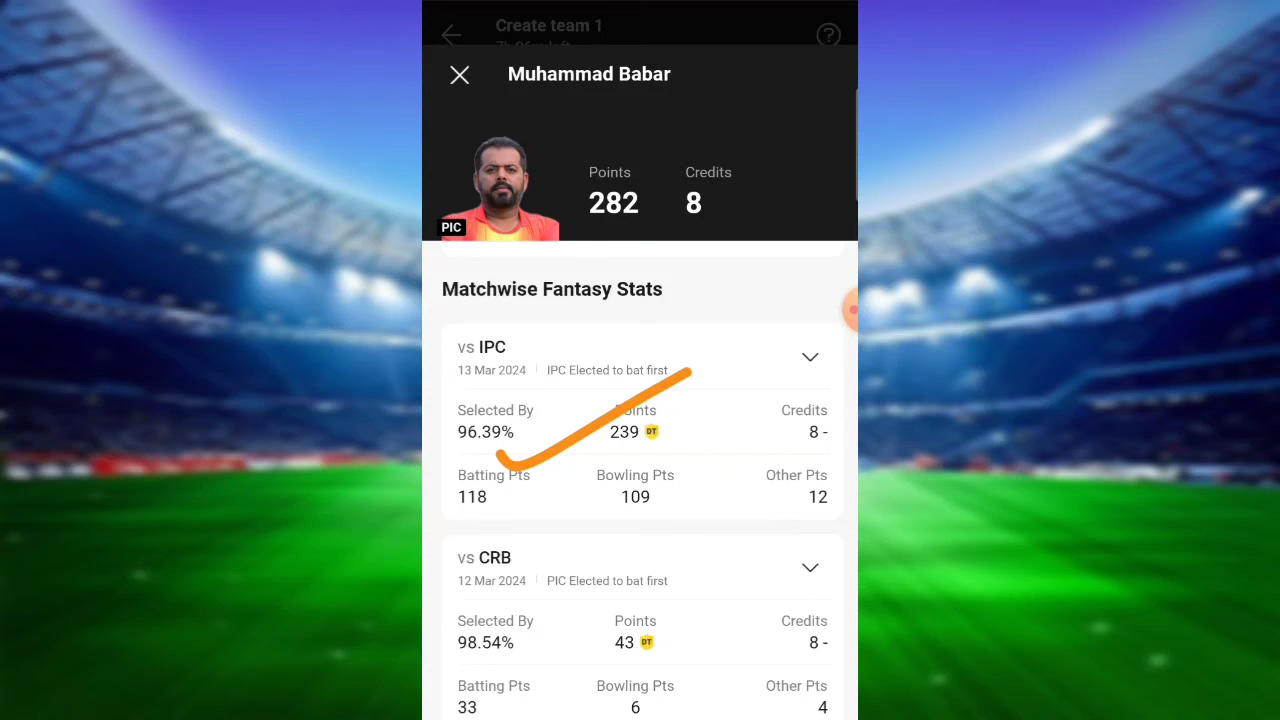 Create team 1
Muhammad Babar
Points Credits
282 8
PIC
Matchwise Fantasy Stats
vs IPC
13 Mar 2024 IPC Elected to bat first
Selected By Points Credits
96.39% 239 DT 8 -
Batting Pts Bowling Pts Other Pts
118 109 12
vs CRB
12 Mar 2024 PIC Elected to bat first
Selected By Points Credits
98.54% 43 DT 8 -
Batting Pts Bowling Pts Other Pts
33 6 4